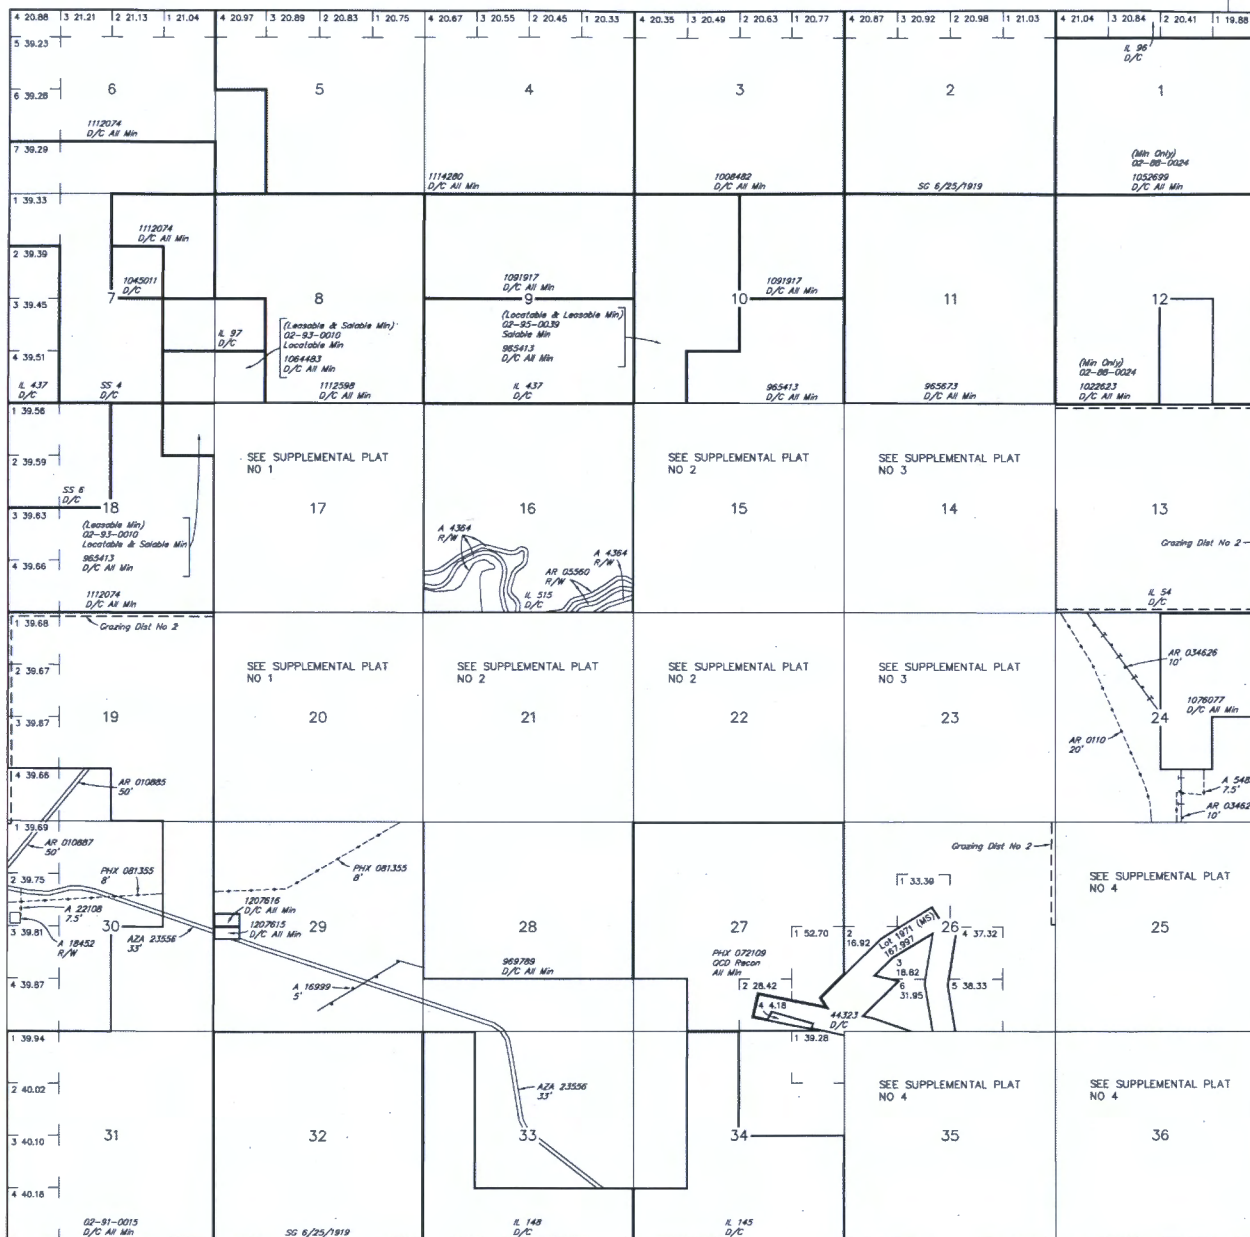 4 20.88 3 21.21 2 21.13 1 21.04 4 20.97 3 20.89 2 20.83 1 20.75 4 20.67 3 20.55 2 20.45 1 20.33 4 20.35 3 20.49 2 20.63 1 20.77 4 20.87 3 20.92 2 20.98 1 21.03 4 21.04 3 20.84 2 20.41 1 19.88
5 39.23
6 39.28
7 39.29
6
1112074
D/C All Min
5
4
1114280
D/C All Min
3
1008482
D/C All Min
2
SG 6/25/1919
IL 96
D/C
1
(Min Only)
02-88-0024
1052699
D/C All Min
1 39.33
2 39.39
3 39.45
4 39.51
1112074
D/C All Min
1045011
D/C
7
IL 437
D/C
SS 4
D/C
8
IL 97
D/C
(Leasable & Salable Min)
02-93-0010
Locatable Min
1064483
D/C All Min
1112598
D/C All Min
1091917
D/C All Min
9
(Locatable & Leasable Min)
02-95-0039
Salable Min
965413
D/C All Min
IL 437
D/C
1091917
D/C All Min
10
965413
D/C All Min
11
965673
D/C All Min
12
(Min Only)
02-88-0024
1022623
D/C All Min
1 39.56
2 39.59
3 39.63
4 39.66
SS 6
D/C
18
(Leasable Min)
02-93-0010
Locatable & Salable Min
965413
D/C All Min
1112074
D/C All Min
SEE SUPPLEMENTAL PLAT
NO 1
17
16
A 4364
R/W
A 4364
R/W
AR 05560
R/W
IL 515
D/C
SEE SUPPLEMENTAL PLAT
NO 2
15
SEE SUPPLEMENTAL PLAT
NO 3
14
13
Grazing Dist No 2
IL 54
D/C
1 39.68
2 39.67
3 39.67
4 39.66
Grazing Dist No 2
19
AR 010885
50'
SEE SUPPLEMENTAL PLAT
NO 1
20
SEE SUPPLEMENTAL PLAT
NO 2
21
SEE SUPPLEMENTAL PLAT
NO 2
22
SEE SUPPLEMENTAL PLAT
NO 3
23
AR 034626
10'
1076077
D/C All Min
24
AR 0110
20'
A 548
7.5'
AR 03462
10'
1 39.69
2 39.75
3 39.81
4 39.87
AR 010887
50'
PHX 081355
8'
A 22108
7.5'
30
A 18452
R/W
AZA 23556
33'
PHX 081355
8'
1207616
D/C All Min
1207615
D/C All Min
29
A 16999
5'
28
969789
D/C All Min
27
PHX 072109
QCD Recon
All Min
1 52.70
2 28.42
4 4.18
44323
D/C
Grazing Dist No 2
1 33.39
2
16.92
Lot 1971 (MS)
167.997
26
4 37.32
3
18.82
6
31.95
5 38.33
SEE SUPPLEMENTAL PLAT
NO 4
25
1 39.94
2 40.02
3 40.10
4 40.18
31
02-91-0015
D/C All Min
32
SG 6/25/1919
AZA 23556
33'
33
IL 148
D/C
1 39.28
34
IL 145
D/C
SEE SUPPLEMENTAL PLAT
NO 4
35
SEE SUPPLEMENTAL PLAT
NO 4
36